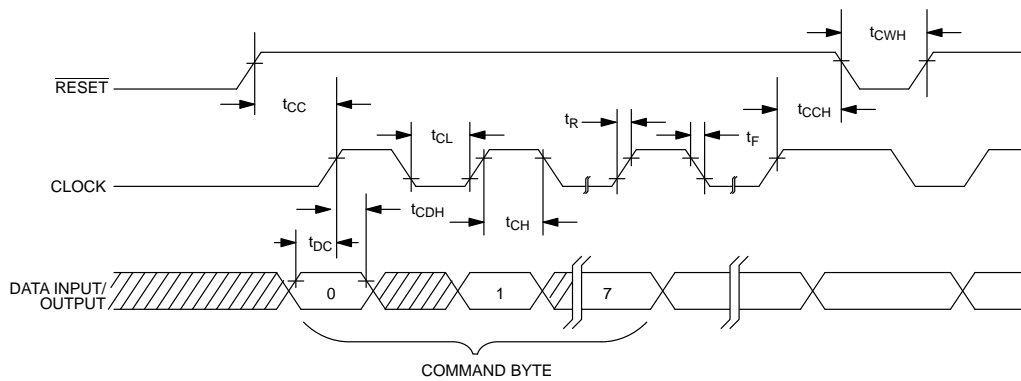 tCWH
RESET
tCC
tCCH
tCL
tR
tF
CLOCK
tCDH
tCH
tDC
DATA INPUT/
OUTPUT
0
1
7
COMMAND BYTE